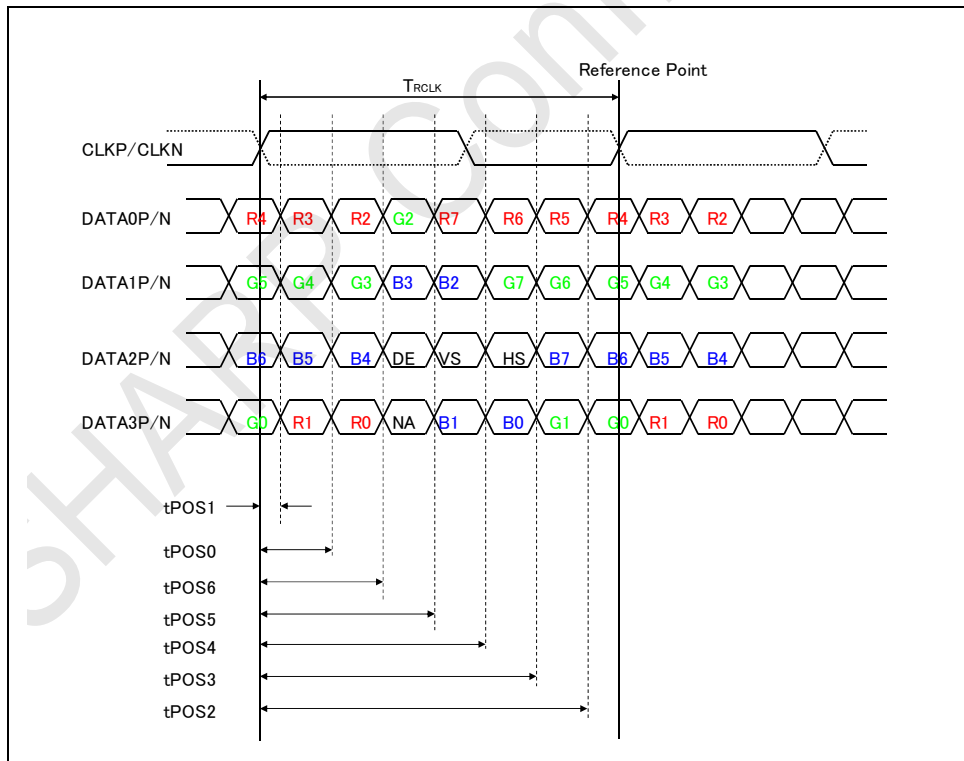 Reference Point
TRCLK
CLKP/CLKN
DATA0P/N R4 R3 R2 G2 R7 R6 R5 R4 R3 R2
DATA1P/N G5 G4 G3 B3 B2 G7 G6 G5 G4 G3
DATA2P/N B6 B5 B4 DE VS HS B7 B6 B5 B4
DATA3P/N G0 R1 R0 NA B1 B0 G1 G0 R1 R0
tPOS1
tPOS0
tPOS6
tPOS5
tPOS4
tPOS3
tPOS2
SHARP